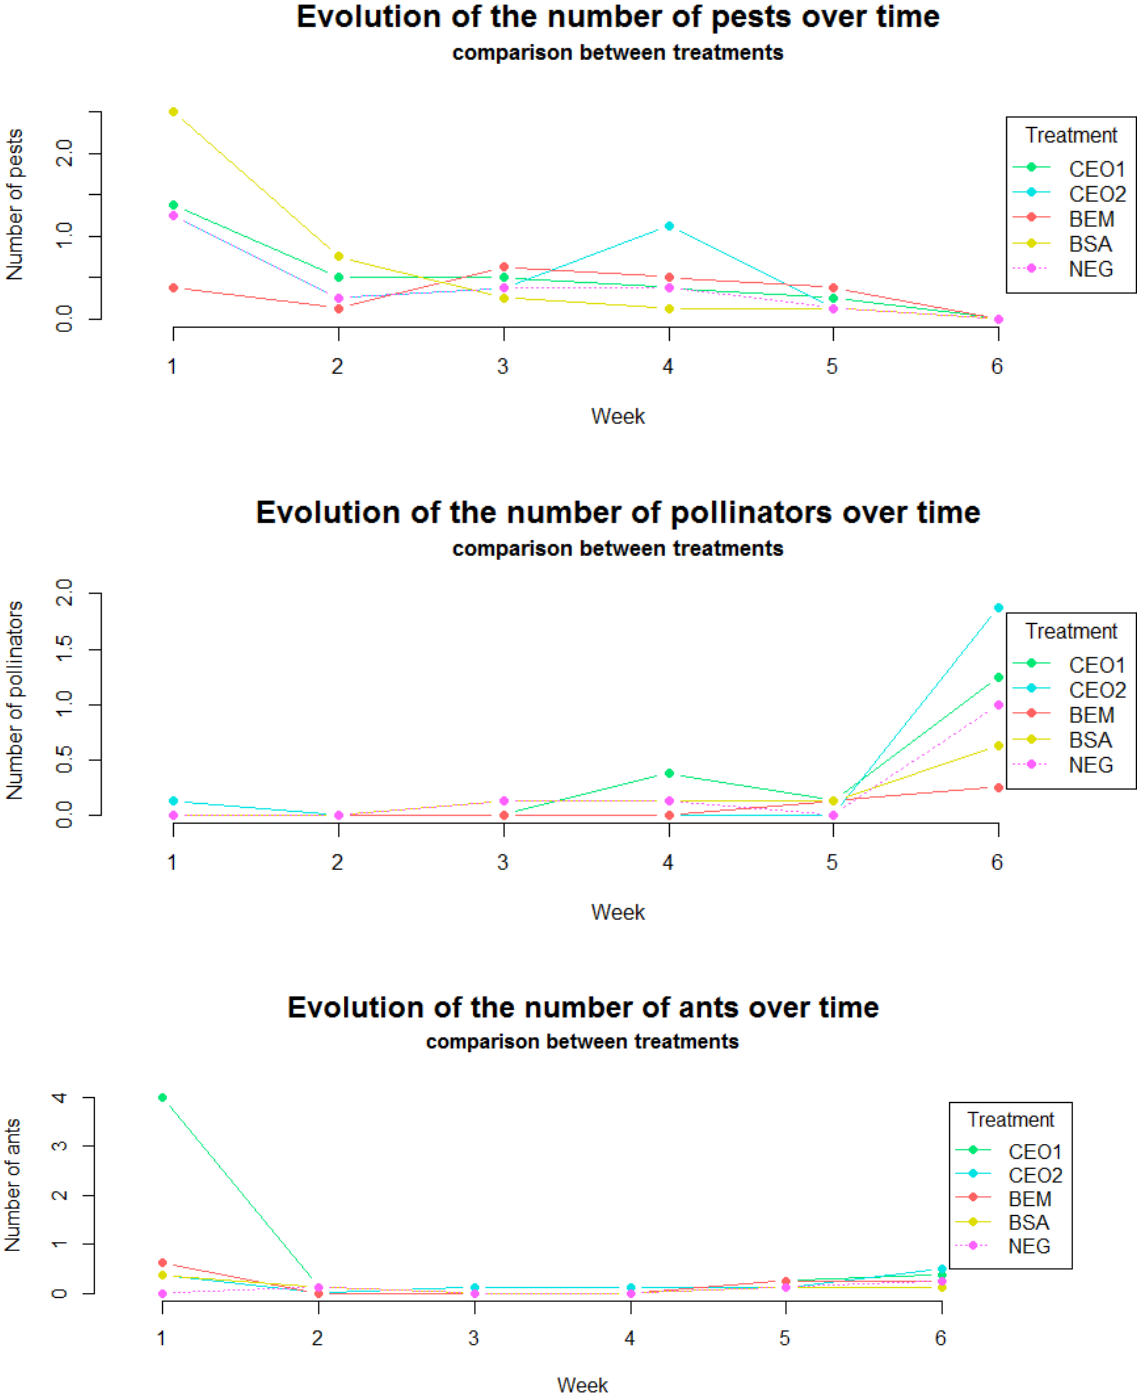 Evolution of the number of pests over time
comparison between treatments
Number of pests
2.0
1.0
0.0
1 2 3 4 5 6
Week
Treatment
CEO1
CEO2
BEM
BSA
NEG
Evolution of the number of pollinators over time
comparison between treatments
Number of pollinators
2.0
1.5
1.0
0.5
0.0
1 2 3 4 5 6
Week
Treatment
CEO1
CEO2
BEM
BSA
NEG
Evolution of the number of ants over time
comparison between treatments
Number of ants
4
3
2
1
0
1 2 3 4 5 6
Week
Treatment
CEO1
CEO2
BEM
BSA
NEG